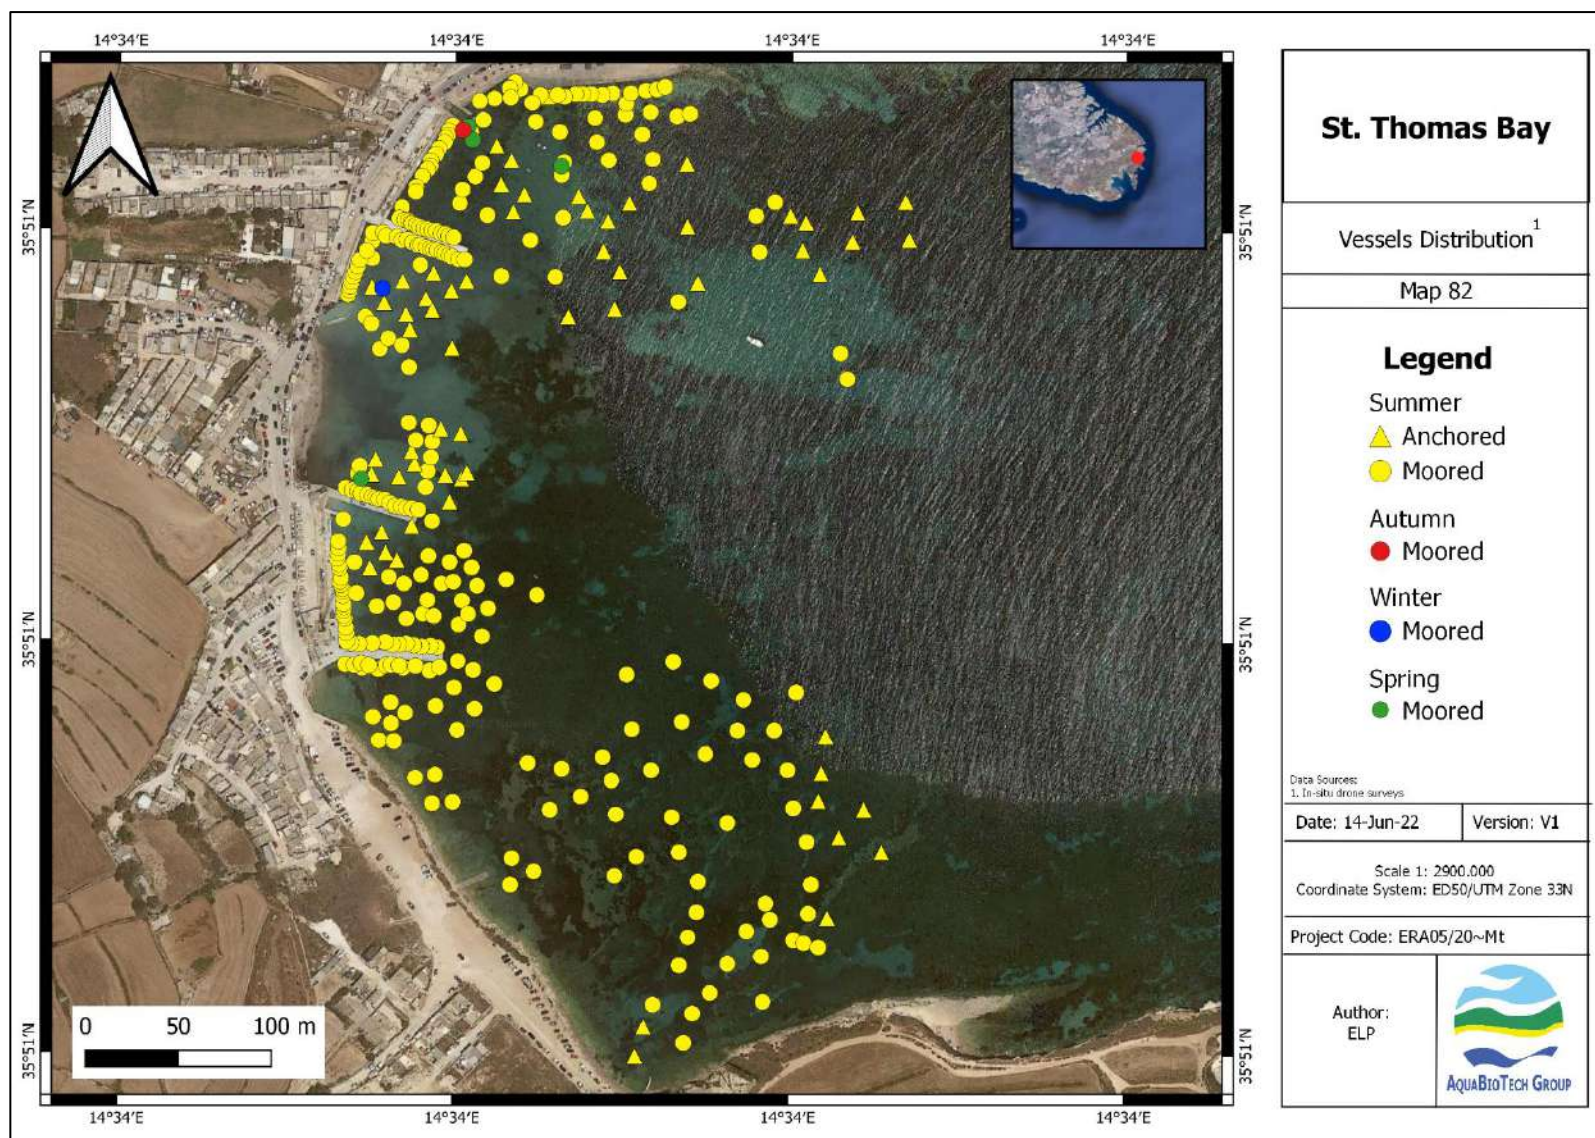 14°34′E 14°34′E 14°34′E 14°34′E
35°51′N 35°51′N
35°51′N 35°51′N
35°51′N 35°51′N
0 50 100 m
14°34′E 14°34′E 14°34′E 14°34′E
St. Thomas Bay
Vessels Distribution¹
Map 82
Legend
Summer
Anchored
Moored
Autumn
Moored
Winter
Moored
Spring
Moored
Data Sources:
1. In-situ drone surveys
Date: 14-Jun-22 Version: V1
Scale 1: 2900.000
Coordinate System: ED50/UTM Zone 33N
Project Code: ERA05/20~Mt
Author:
ELP
AQUABIOTECH GROUP